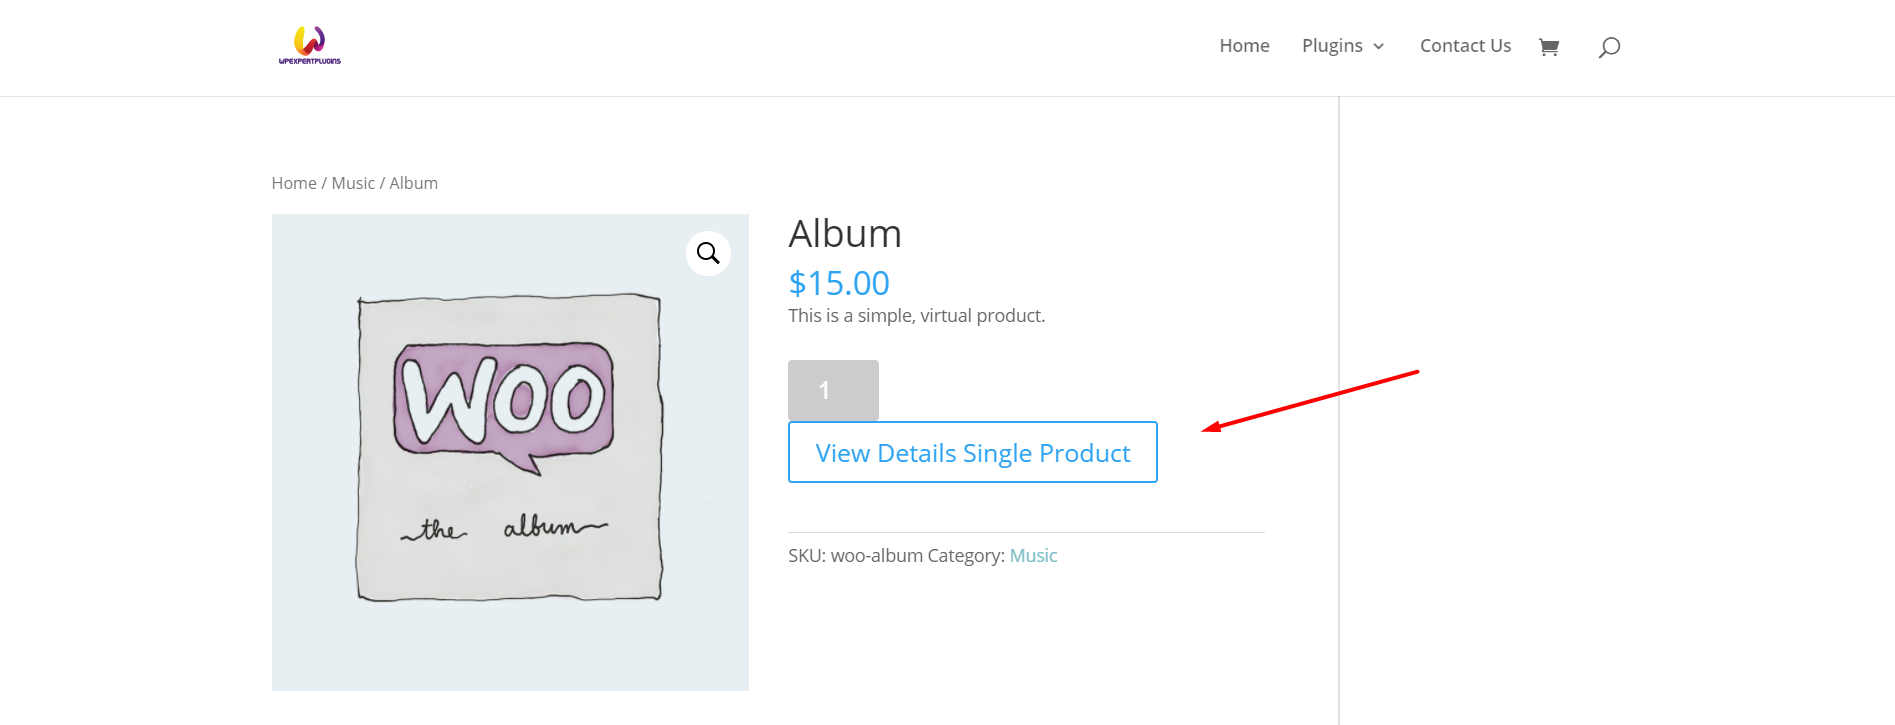 WPEXPERTPLUGINS
Home Plugins Contact Us
Home / Music / Album
WOO
the album
Album
$15.00
This is a simple, virtual product.
1
View Details Single Product
SKU: woo-album Category: Music